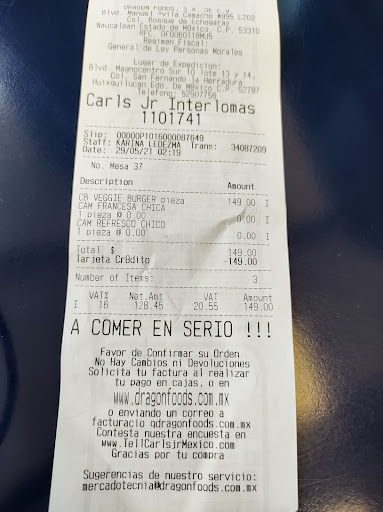 DRAGON FOODS, S.A. DE C.V.
Blvd. Manuel Avila Camacho #895 L202
Col. Bosque de Echegaray
Naucalpan Estado de México, C.P. 53310
RFC. DFO080118MU5
Regimen Fiscal:
General de Ley Personas Morales
Lugar de Expedicion:
Blvd. Magnocentro Sur 10 lote 13 y 14,
Col. San Fernando la Herradura
Huixquilucan Edo. De México C.P. 52787
Telefono: 52907756
Carls Jr Interlomas
1101741
Slip: 00000P1016000087649
Staff: KARINA LEDEZMA Trans: 34087209
Date: 29/05/21 02:19
No. Mesa 37
Description Amount
CB VEGGIE BURGER pieza 149.00 I
CAM FRANCESA CHICA
1 pieza @ 0.00 0.00 I
CAM REFRESCO CHICO
1 pieza @ 0.00 0.00 I
Total $ 149.00
Tarjeta Crédito -149.00
Number of Items: 3
VAT% Net.Amt VAT Amount
I 16 128.45 20.55 149.00
A COMER EN SERIO !!!
Favor de Confirmar su Orden
No Hay Cambios ni Devoluciones
Solicita tu factura al realizar
tu pago en cajas, o en
www.dragonfoods.com.mx
o enviando un correo a
facturacio qdragonfoods.com.mx
Contesta nuestra encuesta en
www.TellCarlsjrMexico.com
Gracias por tu compra
Sugerencias de nuestro servicio:
mercadotecnia@dragonfoods.com.mx